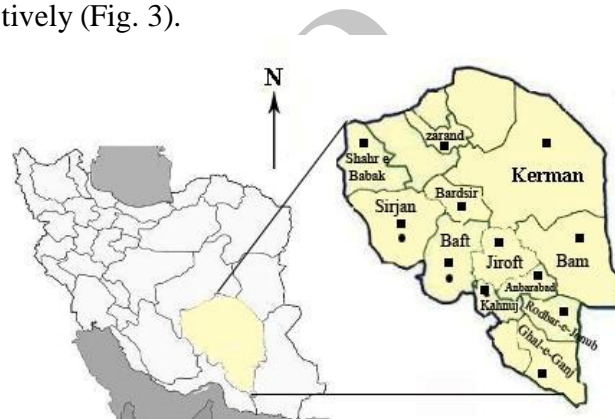 tively (Fig. 3).
N
zarand
Shahr e
Babak
Kerman
Bardsir
Sirjan
Baft
Jiroft
Bam
Anbarabad
Kahnuj
Rodbar-e-Jonub
Ghal-e-Ganj